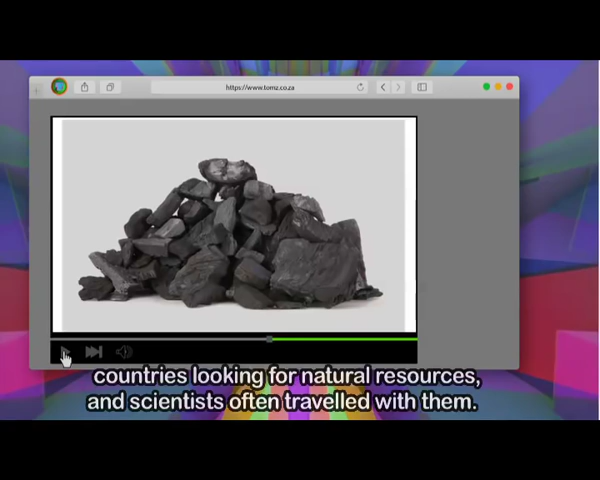 https://www.tomz.co.za
countries looking for natural resources,
and scientists often travelled with them.